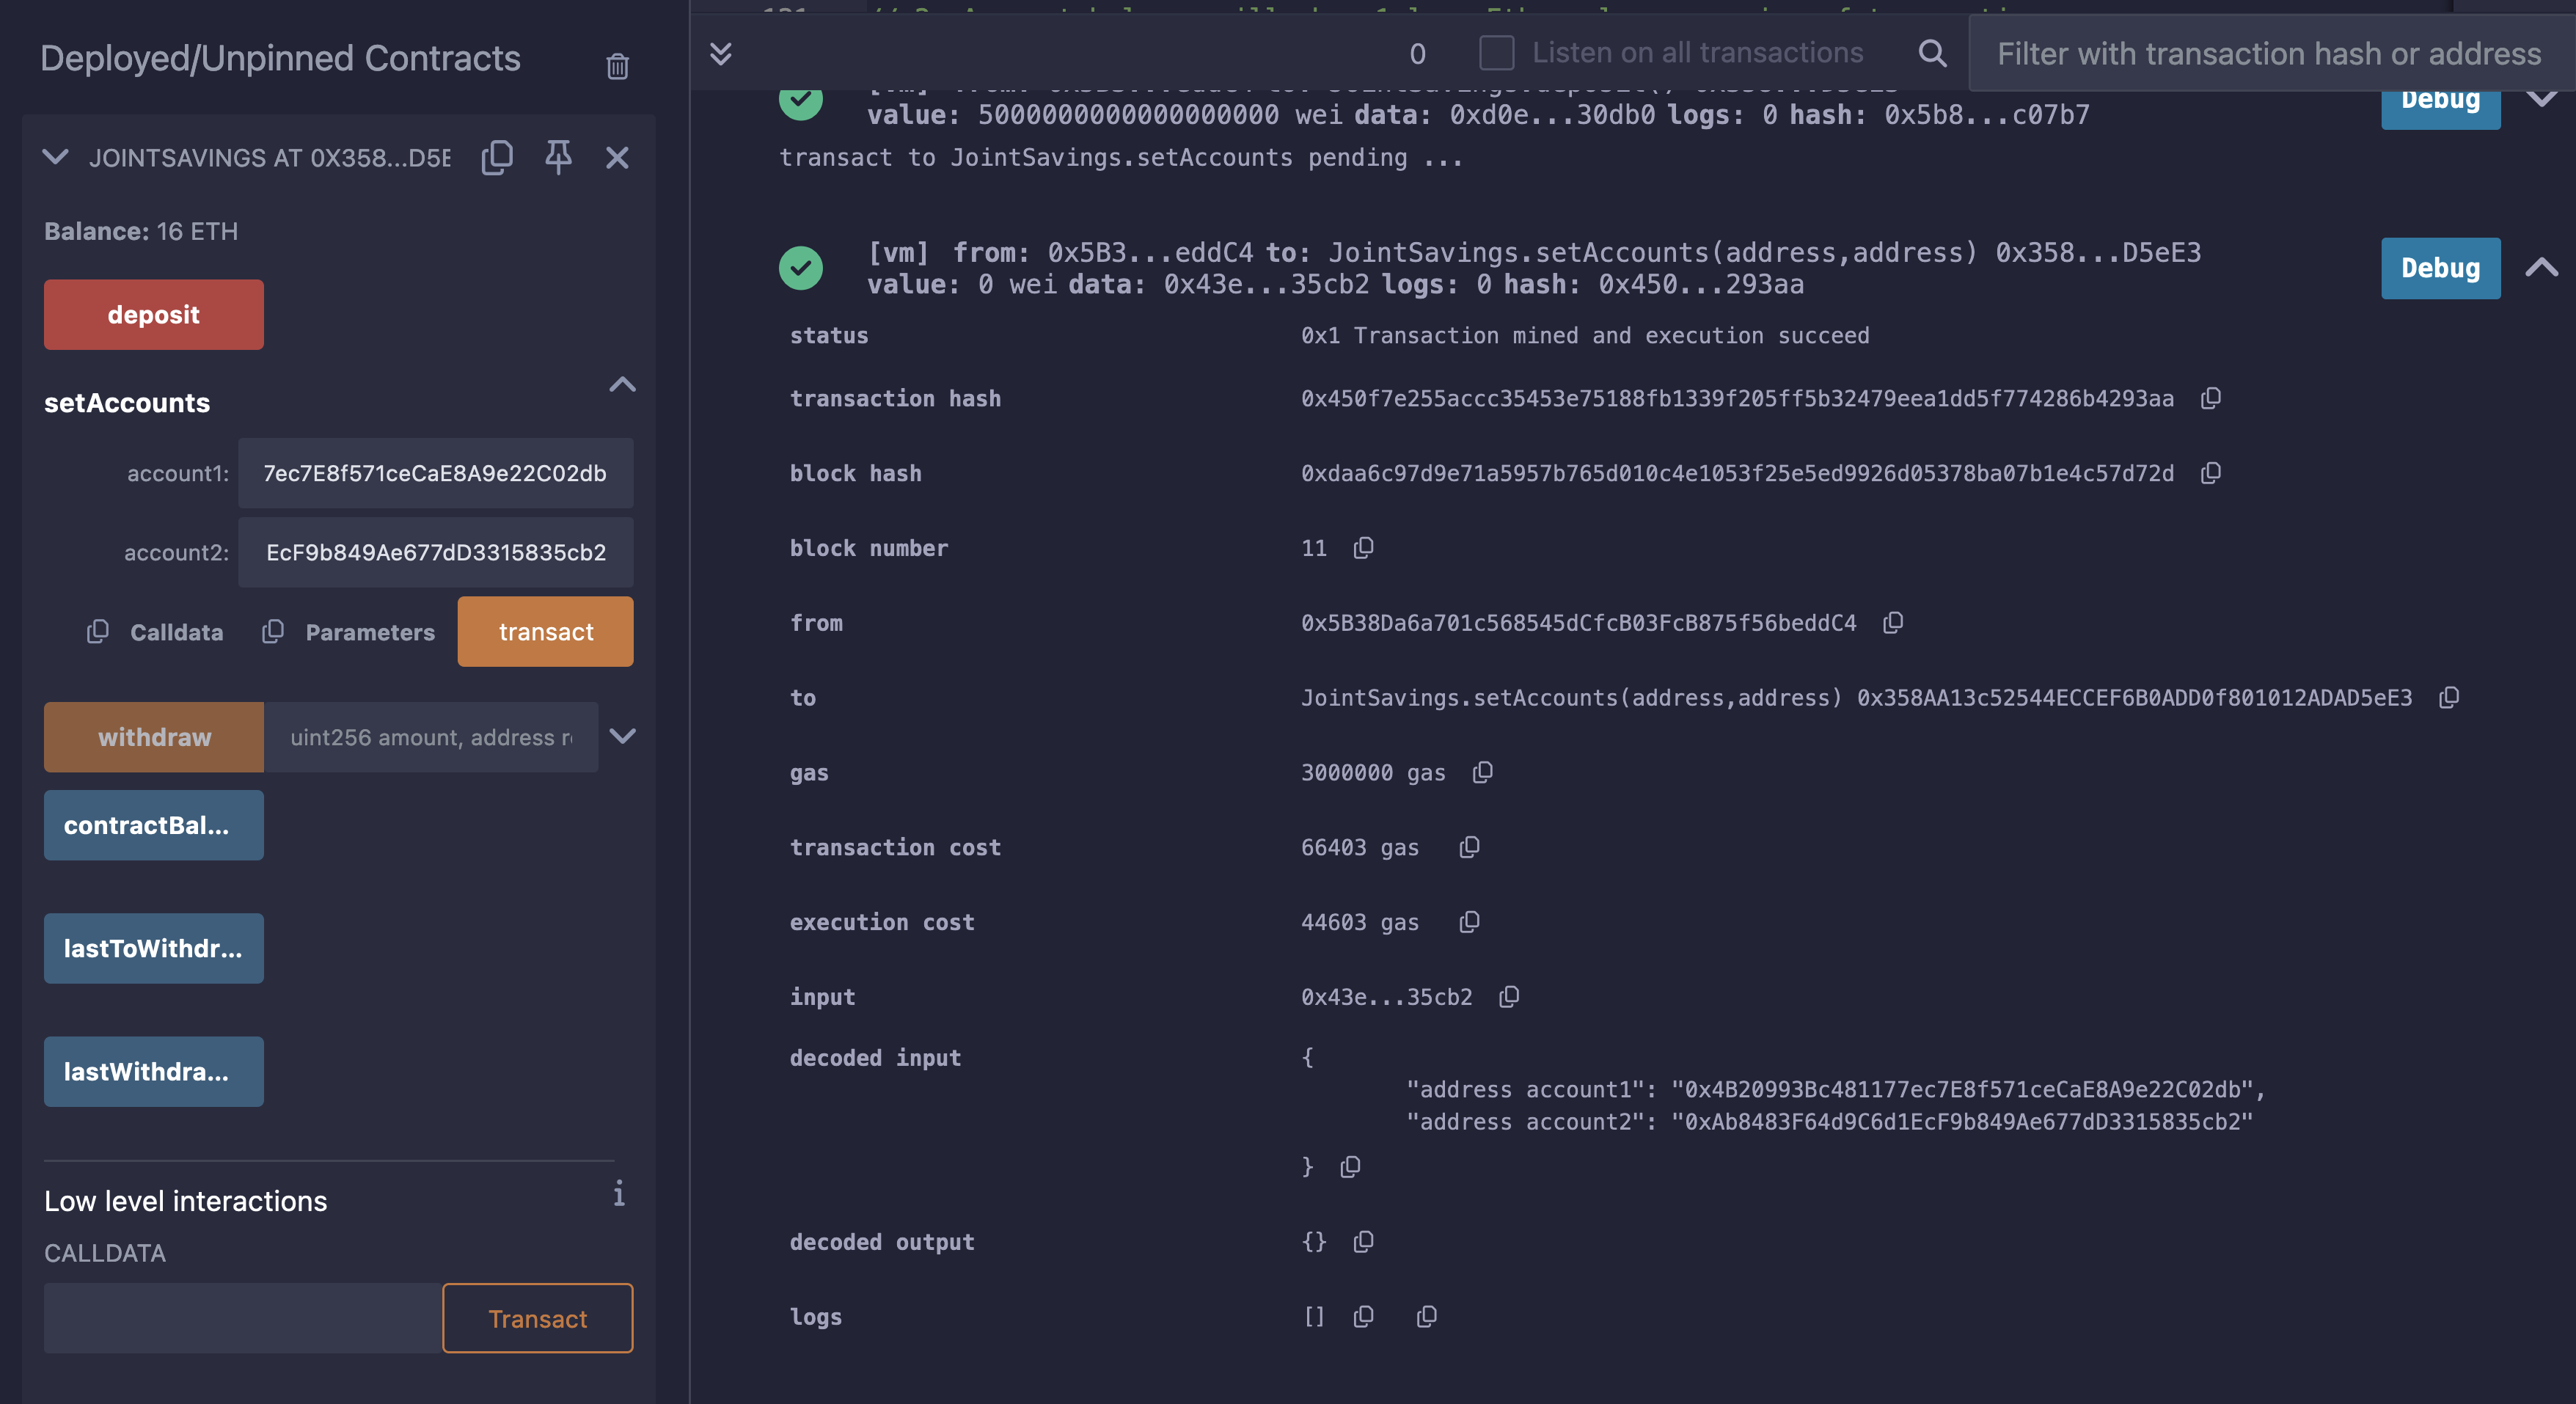 Deployed/Unpinned Contracts
JOINTSAVINGS AT 0X358...D5E
Balance: 16 ETH
deposit
setAccounts
account1: 7ec7E8f571ceCaE8A9e22C02db
account2: EcF9b849Ae677dD3315835cb2
Calldata Parameters transact
withdraw uint256 amount, address r
contractBal...
lastToWithdr...
lastWithdra...
Low level interactions i
CALLDATA
Transact
0 Listen on all transactions Filter with transaction hash or address
value: 5000000000000000000 wei data: 0xd0e...30db0 logs: 0 hash: 0x5b8...c07b7 Debug
transact to JointSavings.setAccounts pending ...
[vm] from: 0x5B3...eddC4 to: JointSavings.setAccounts(address,address) 0x358...D5eE3
value: 0 wei data: 0x43e...35cb2 logs: 0 hash: 0x450...293aa Debug
status 0x1 Transaction mined and execution succeed
transaction hash 0x450f7e255accc35453e75188fb1339f205ff5b32479eea1dd5f774286b4293aa
block hash 0xdaa6c97d9e71a5957b765d010c4e1053f25e5ed9926d05378ba07b1e4c57d72d
block number 11
from 0x5B38Da6a701c568545dCfcB03FcB875f56beddC4
to JointSavings.setAccounts(address,address) 0x358AA13c52544ECCEF6B0ADD0f801012ADAD5eE3
gas 3000000 gas
transaction cost 66403 gas
execution cost 44603 gas
input 0x43e...35cb2
decoded input {
"address account1": "0x4B20993Bc481177ec7E8f571ceCaE8A9e22C02db",
"address account2": "0xAb8483F64d9C6d1EcF9b849Ae677dD3315835cb2"
}
decoded output {}
logs []